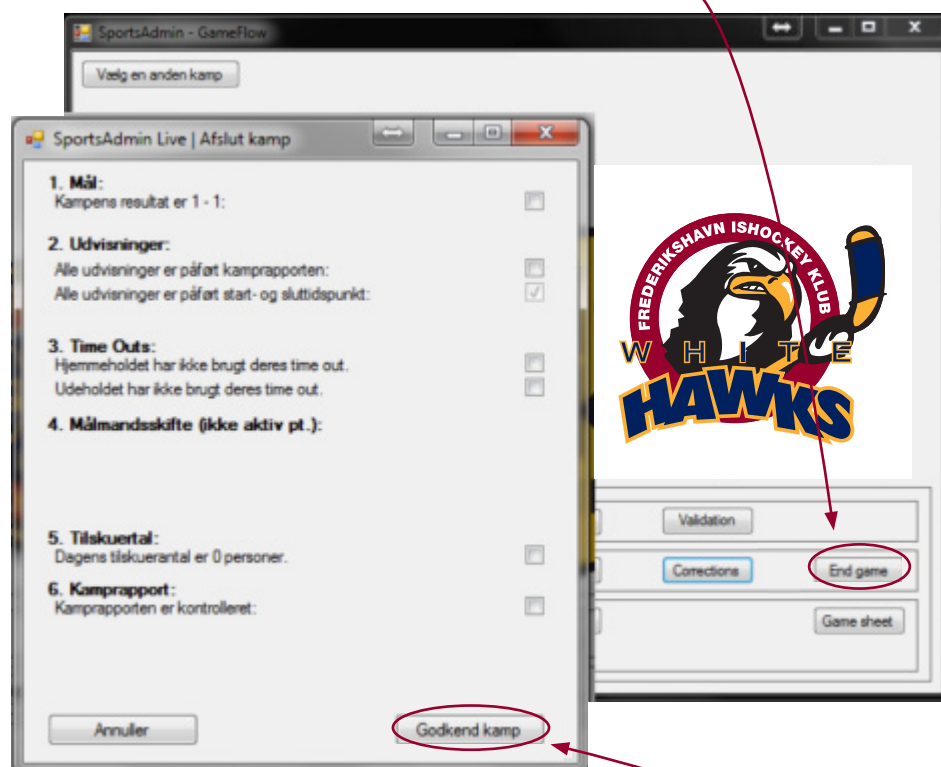 SportsAdmin - GameFlow
Vælg en anden kamp
SportsAdmin Live | Afslut kamp
1. Mål:
Kampens resultat er 1 - 1:
2. Udvisninger:
Alle udvisninger er påført kamprapporten:
Alle udvisninger er påført start- og sluttidspunkt:
3. Time Outs:
Hjemmeholdet har ikke brugt deres time out.
Udeholdet har ikke brugt deres time out.
4. Målmandsskifte (ikke aktiv pt.):
5. Tilskuertal:
Dagens tilskuerantal er 0 personer.
6. Kamprapport:
Kamprapporten er kontrolleret:
Annuller
Godkend kamp
FREDERIKSHAVN ISHOCKEY KLUB
WHITE
HAWKS
Validation
Corrections
End game
Game sheet